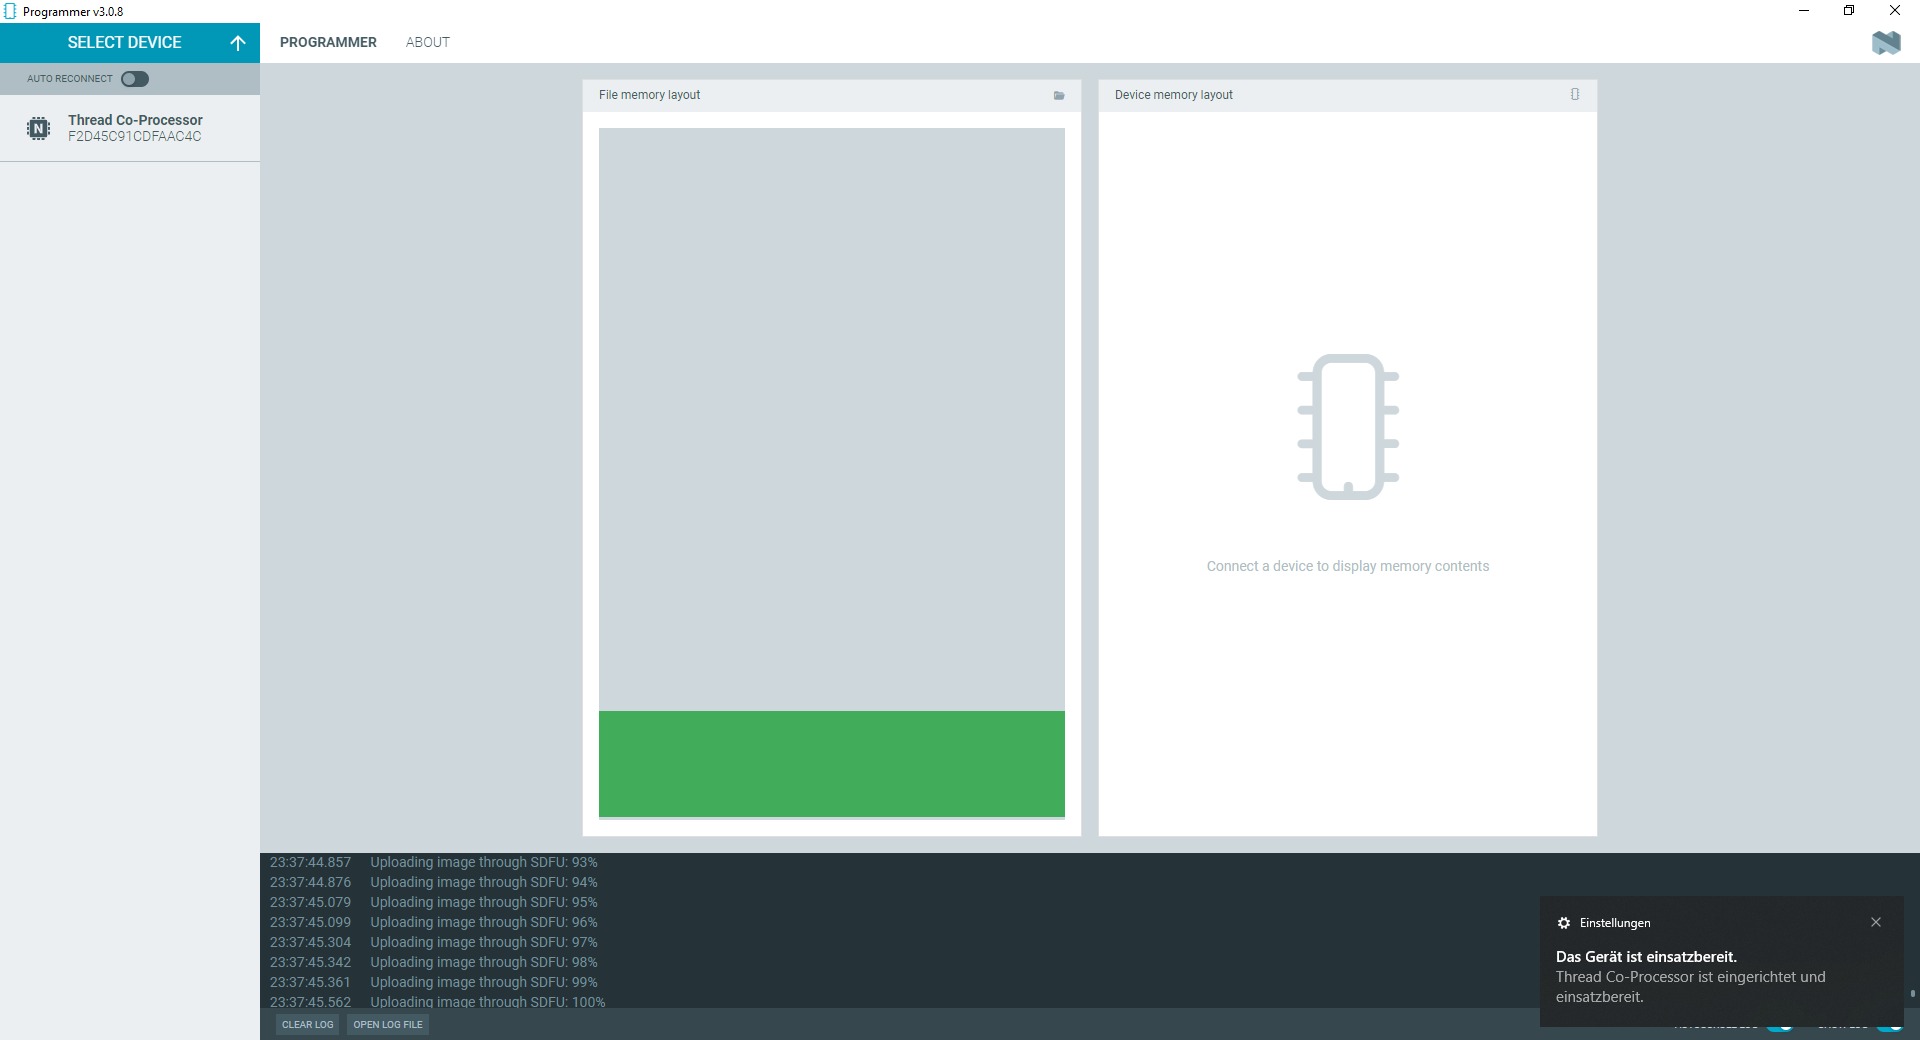 Programmer v3.0.8
SELECT DEVICE
PROGRAMMER
ABOUT
AUTO RECONNECT
Thread Co-Processor
F2D45C91CDFAAC4C
File memory layout
Device memory layout
Connect a device to display memory contents
23:37:44.857 Uploading image through SDFU: 93%
23:37:44.876 Uploading image through SDFU: 94%
23:37:45.079 Uploading image through SDFU: 95%
23:37:45.099 Uploading image through SDFU: 96%
23:37:45.304 Uploading image through SDFU: 97%
23:37:45.342 Uploading image through SDFU: 98%
23:37:45.361 Uploading image through SDFU: 99%
23:37:45.562 Uploading image through SDFU: 100%
CLEAR LOG
OPEN LOG FILE
Einstellungen
Das Gerät ist einsatzbereit.
Thread Co-Processor ist eingerichtet und
einsatzbereit.